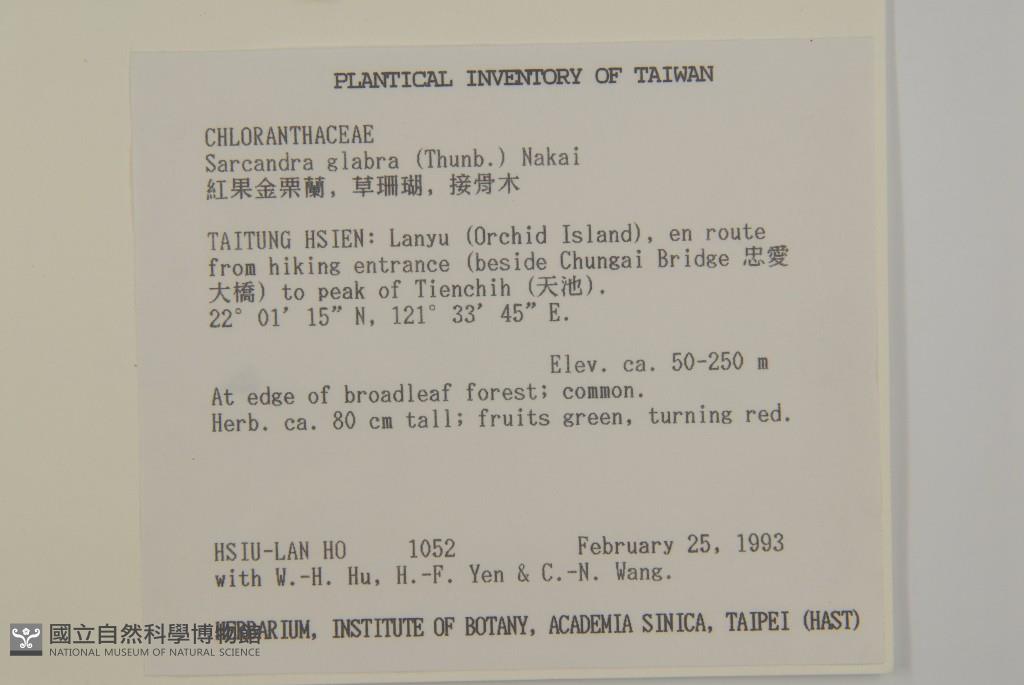 PLANTICAL INVENTORY OF TAIWAN
CHLORANTHACEAE
Sarcandra glabra (Thunb.) Nakai
紅果金栗蘭, 草珊瑚, 接骨木
TAITUNG HSIEN: Lanyu (Orchid Island), en route
from hiking entrance (beside Chungai Bridge 忠愛
大橋) to peak of Tienchih (天池).
22° 01′ 15″ N, 121° 33′ 45″ E.
Elev. ca. 50-250 m
At edge of broadleaf forest; common.
Herb. ca. 80 cm tall; fruits green, turning red.
HSIU-LAN HO 1052 February 25, 1993
with W.-H. Hu, H.-F. Yen & C.-N. Wang.
HERBARIUM, INSTITUTE OF BOTANY, ACADEMIA SINICA, TAIPEI (HAST)
國立自然科學博物館
NATIONAL MUSEUM OF NATURAL SCIENCE